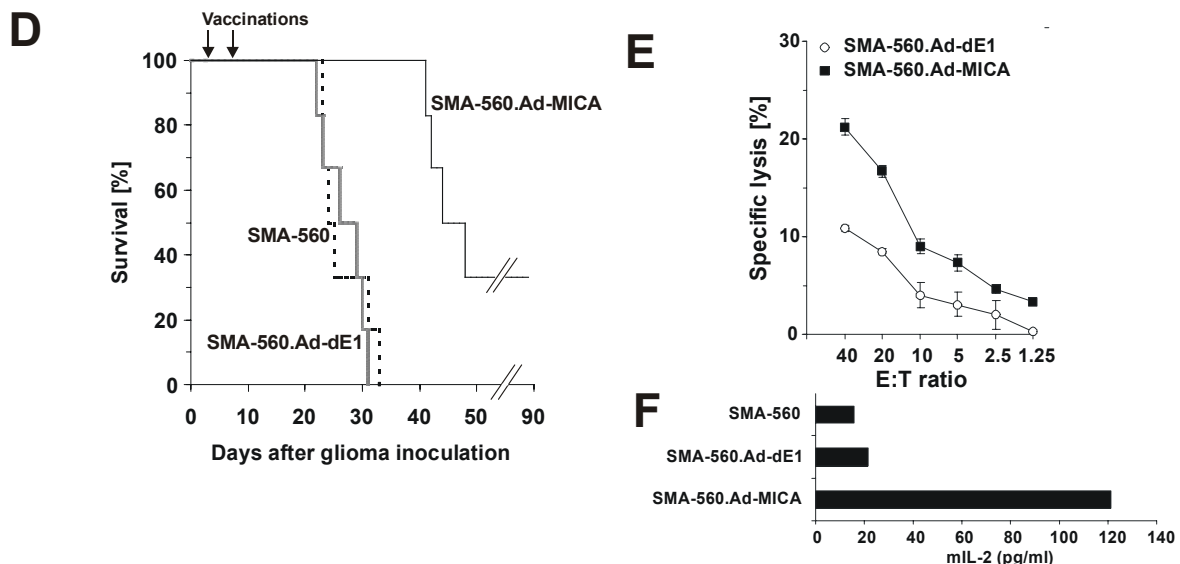 D
Vaccinations
100
80
60
40
20
0
Survival [%]
SMA-560.Ad-MICA
SMA-560
SMA-560.Ad-dE1
0 10 20 30 40 50 90
Days after glioma inoculation
E
30
20
10
0
Specific lysis [%]
SMA-560.Ad-dE1
SMA-560.Ad-MICA
40 20 10 5 2.5 1.25
E:T ratio
F
SMA-560
SMA-560.Ad-dE1
SMA-560.Ad-MICA
0 20 40 60 80 100 120 140
mIL-2 (pg/ml)